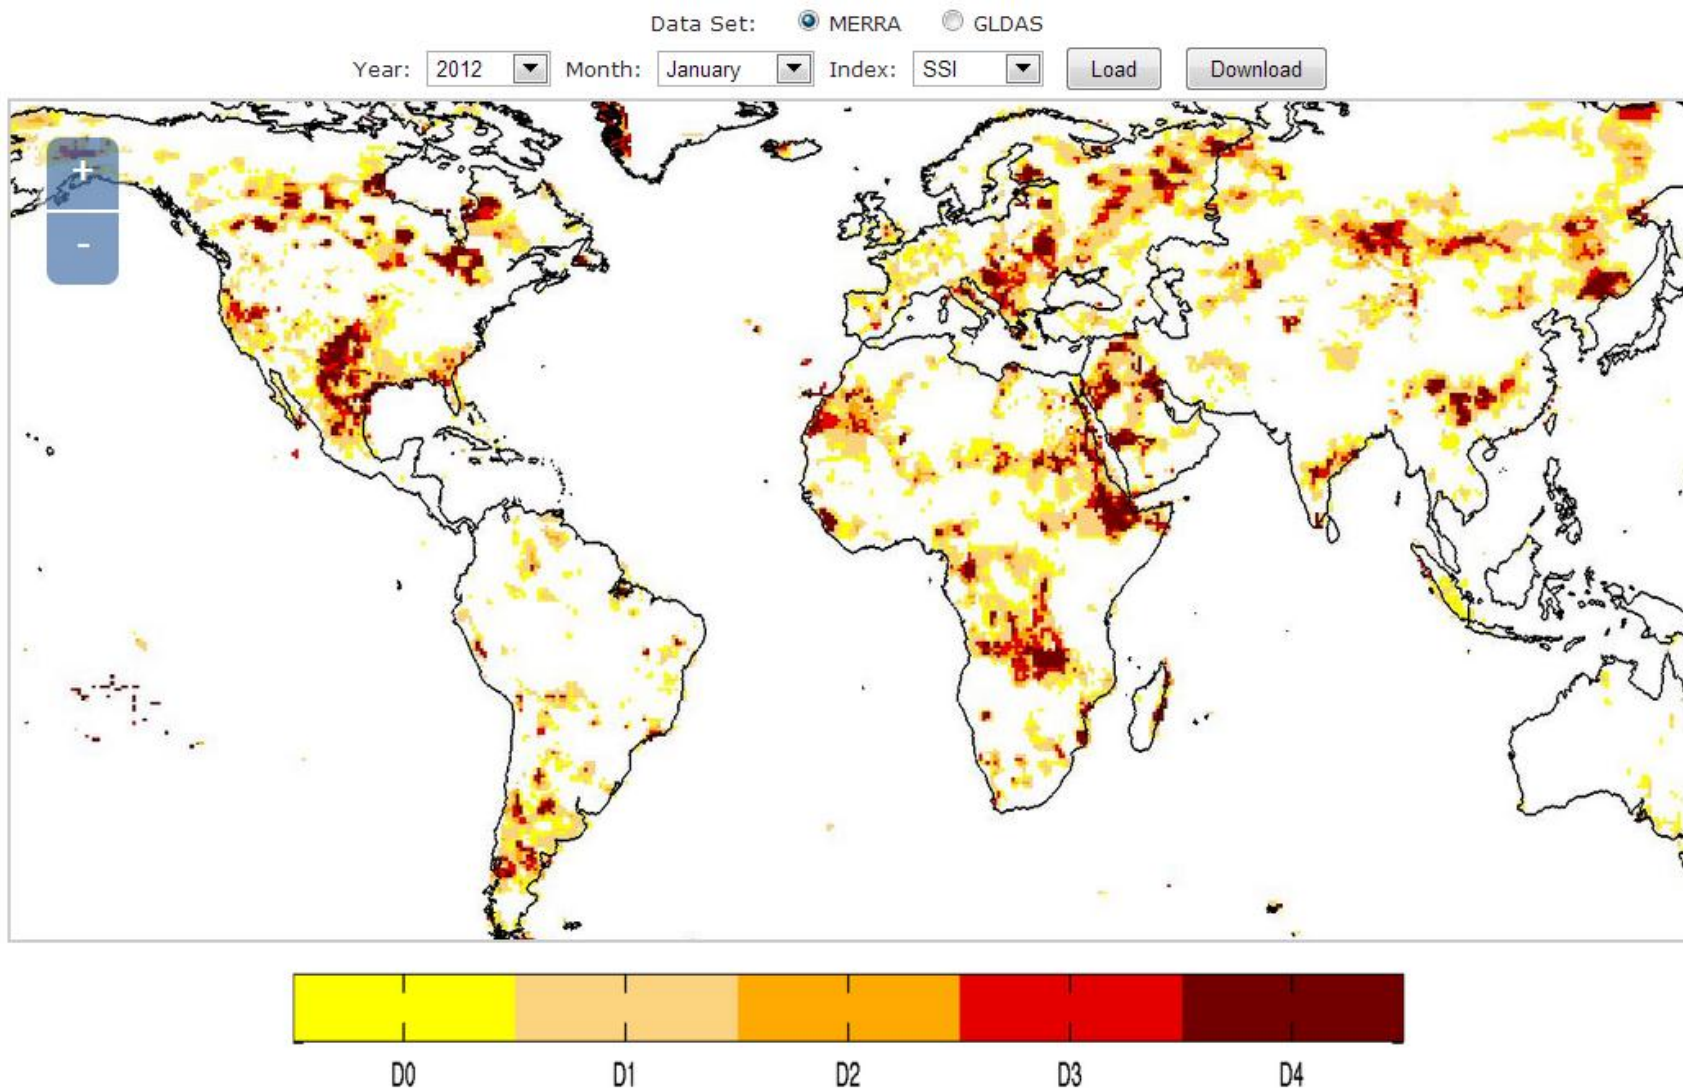 Data Set: MERRA GLDAS
Year: 2012 Month: January Index: SSI Load Download
+
-
D0 D1 D2 D3 D4